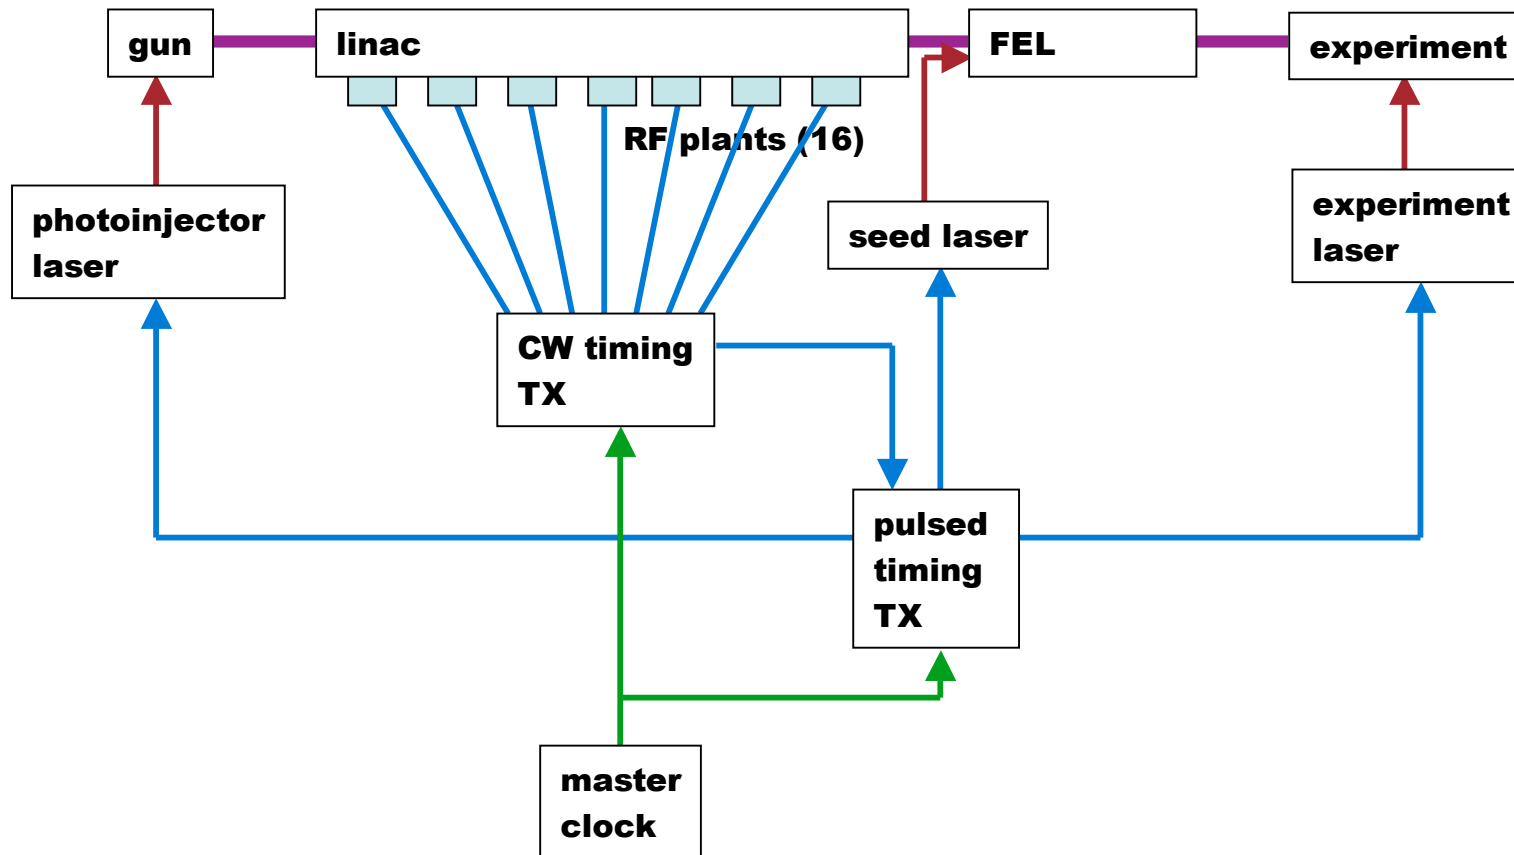 gun
linac
FEL
experiment
RF plants (16)
photoinjector
laser
seed laser
experiment
laser
CW timing
TX
pulsed
timing
TX
master
clock